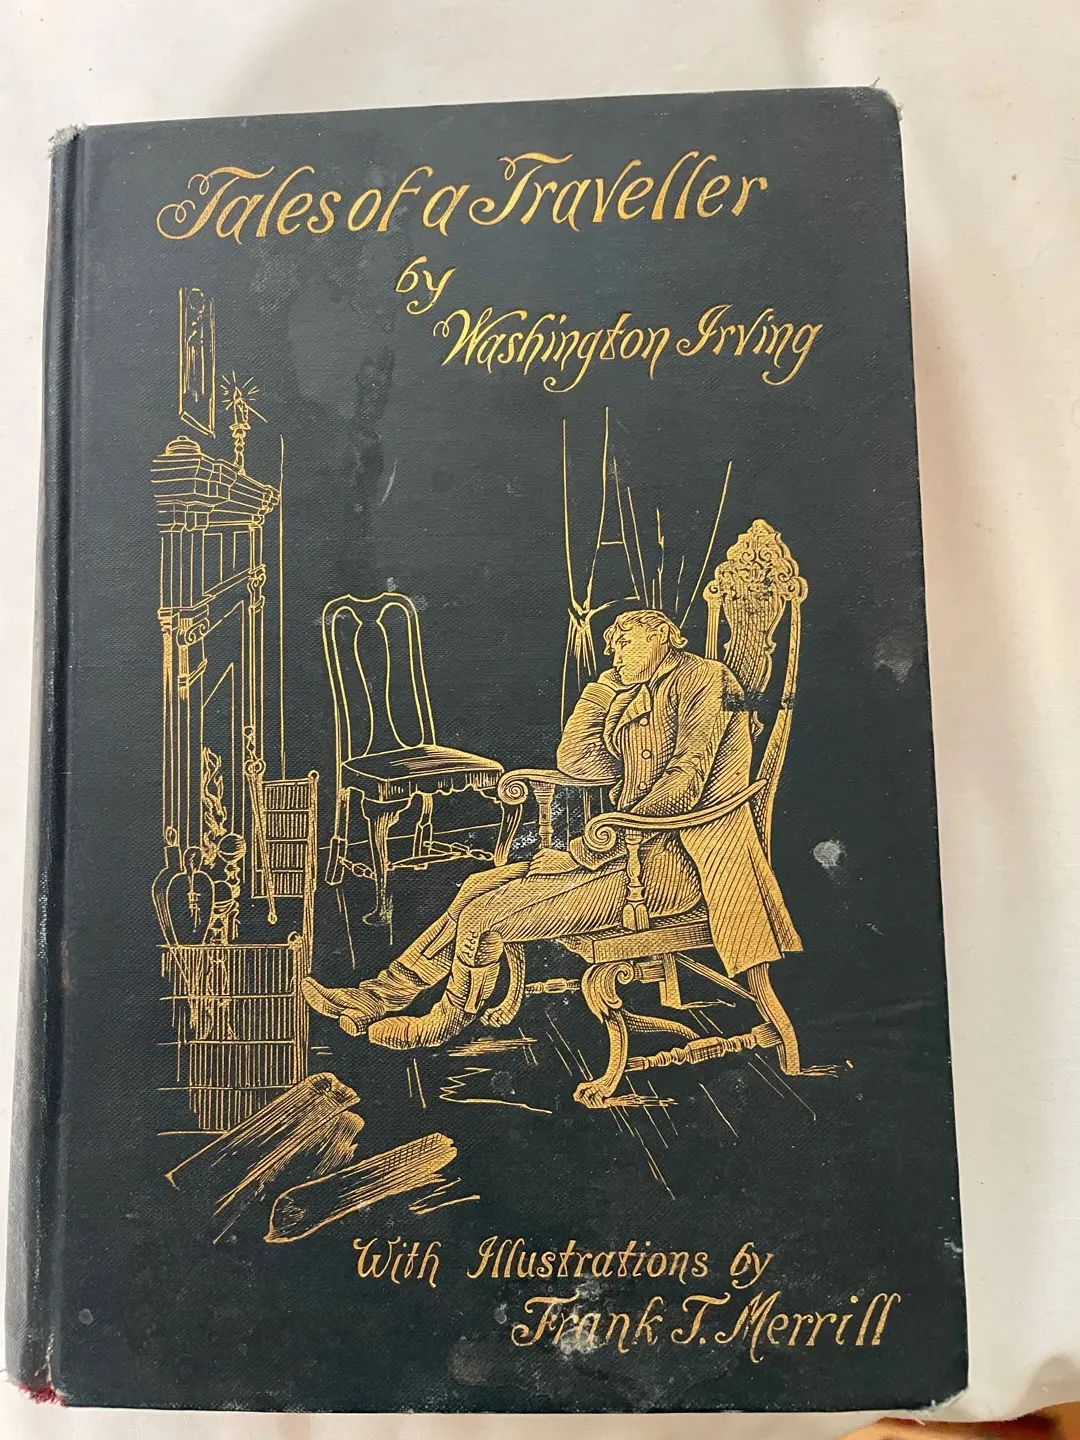 Tales of a Traveller
by
Washington Irving
With Illustrations by
Frank T. Merrill